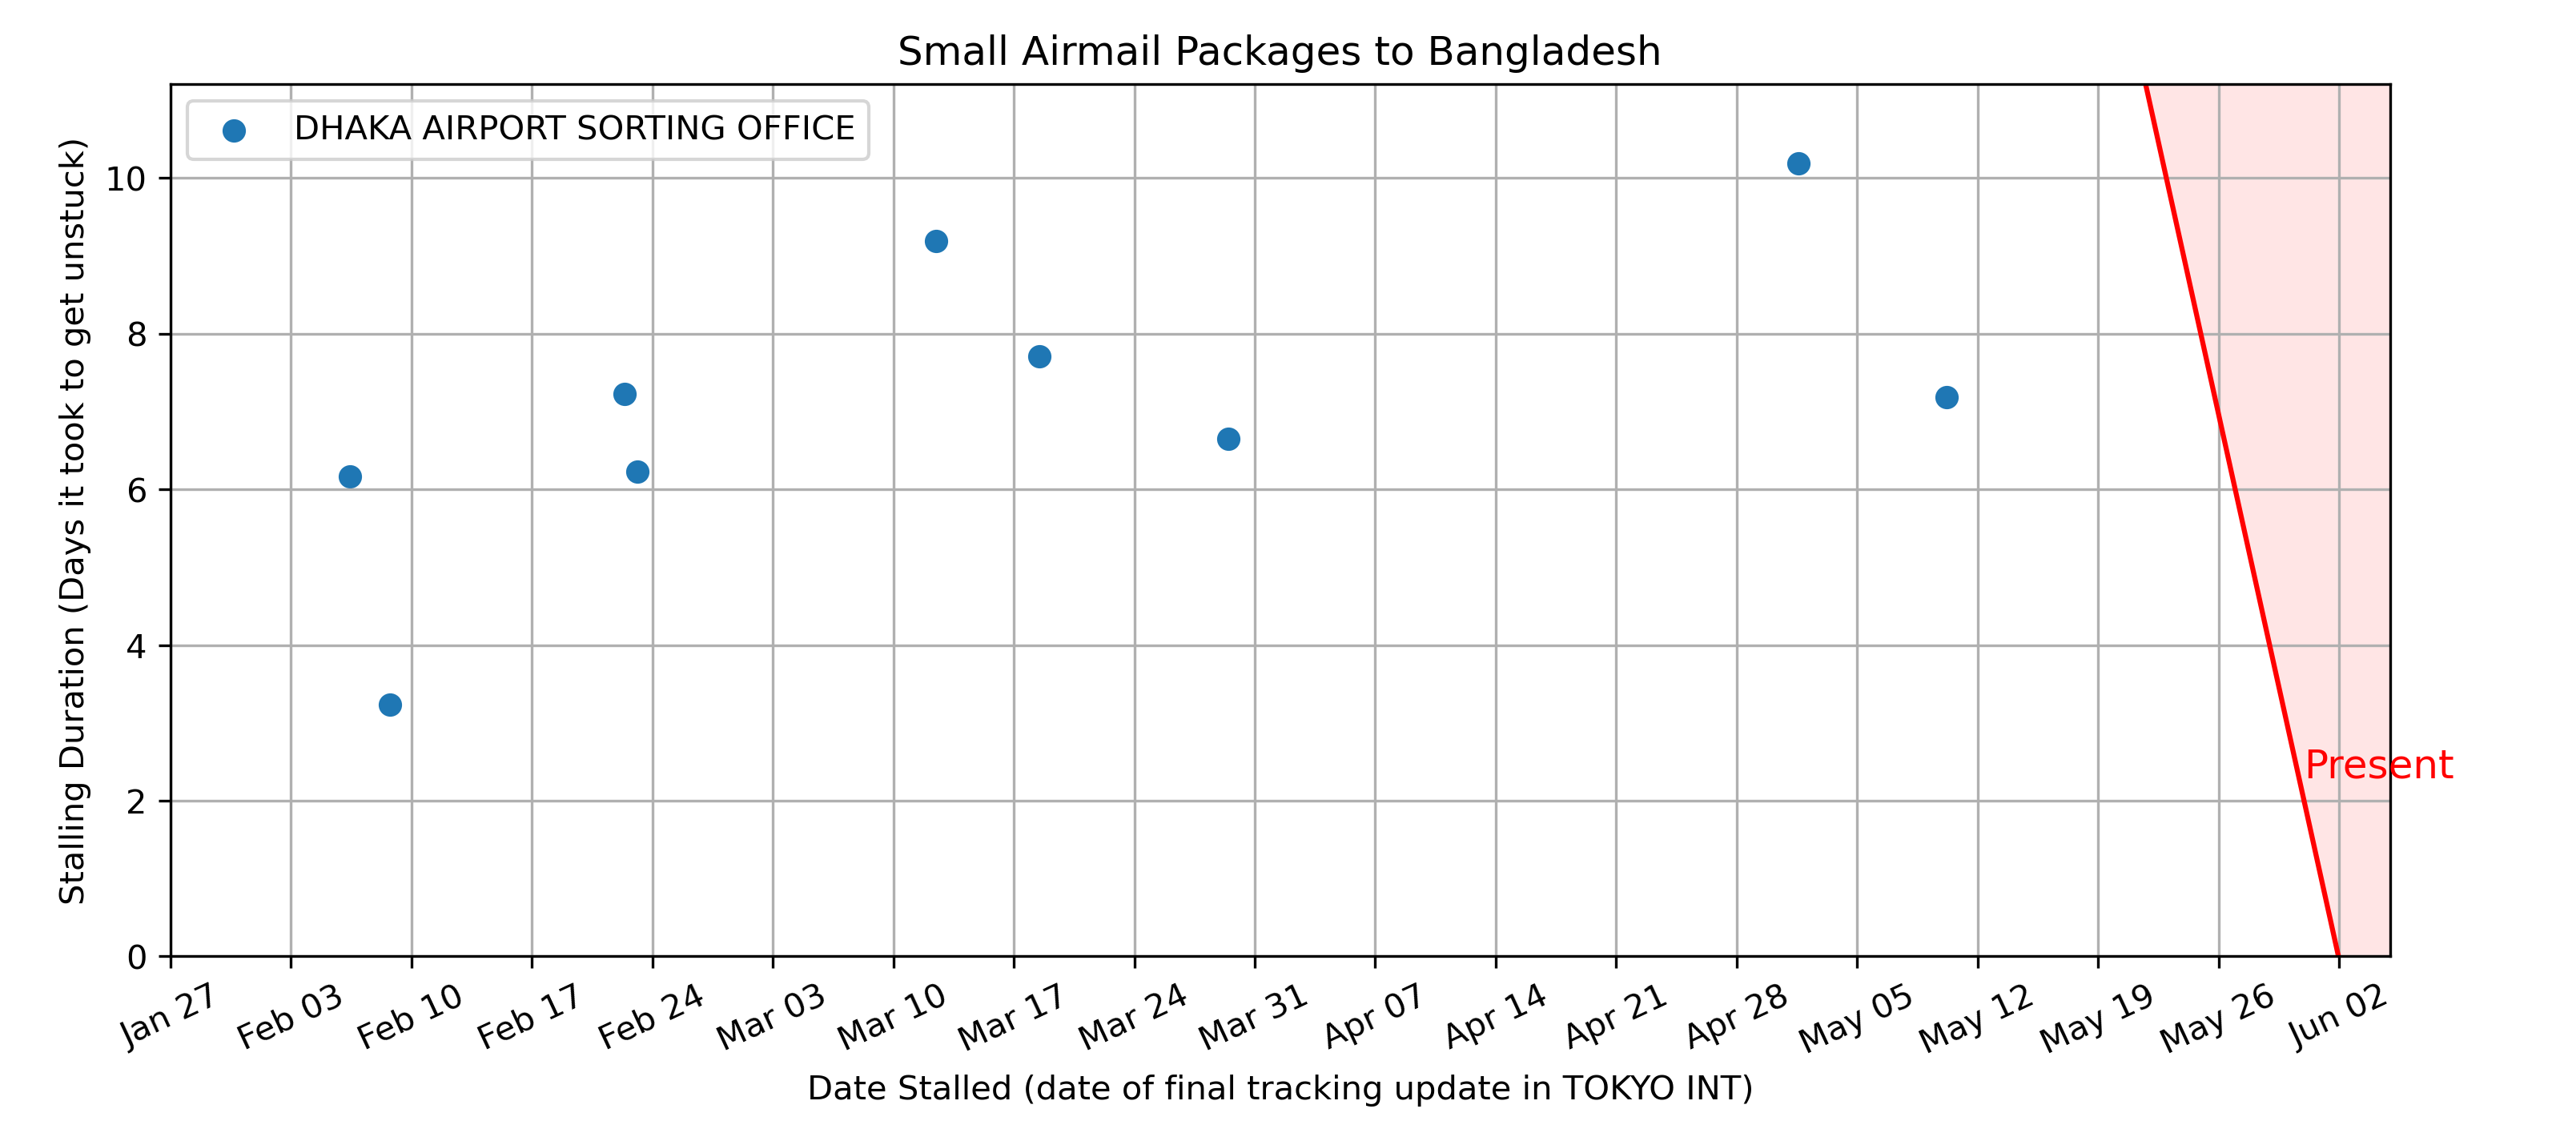 Small Airmail Packages to Bangladesh
DHAKA AIRPORT SORTING OFFICE
Stalling Duration (Days it took to get unstuck)
10
8
6
4
2
0
Present
Jan 27
Feb 03
Feb 10
Feb 17
Feb 24
Mar 03
Mar 10
Mar 17
Mar 24
Mar 31
Apr 07
Apr 14
Apr 21
Apr 28
May 05
May 12
May 19
May 26
Jun 02
Date Stalled (date of final tracking update in TOKYO INT)